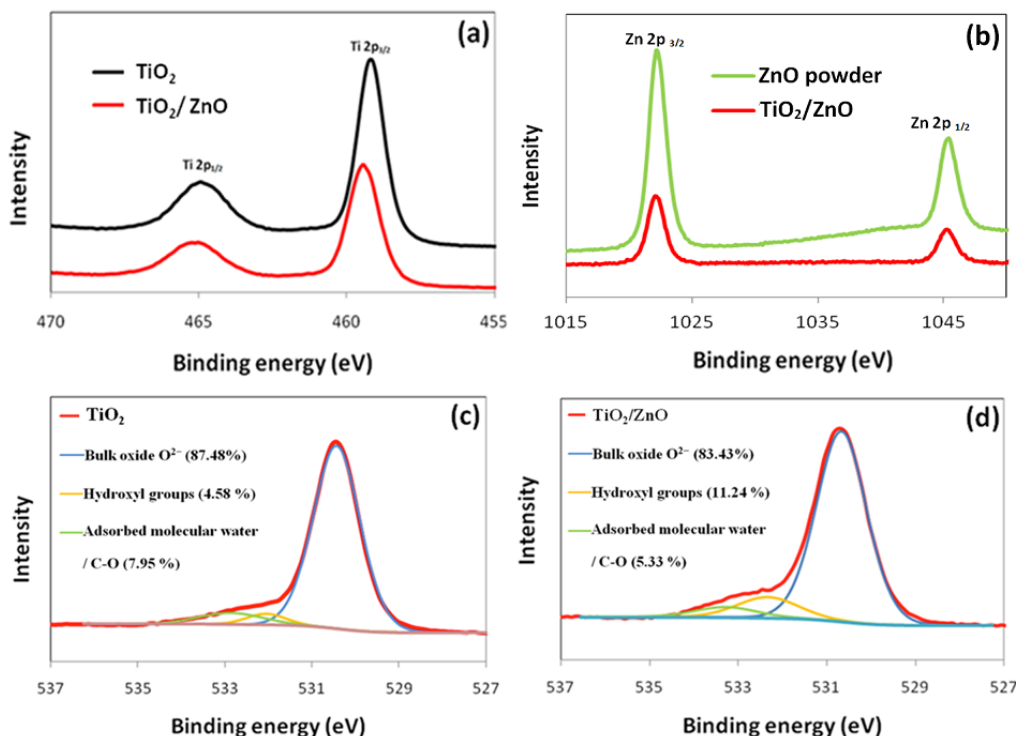 (a)
Ti 2p3/2
TiO2
TiO2/ ZnO
Ti 2p1/2
Intensity
470
465
460
455
Binding energy (eV)
(b)
Zn 2p 3/2
ZnO powder
TiO2/ZnO
Zn 2p 1/2
Intensity
1015
1025
1035
1045
Binding energy (eV)
(c)
TiO2
Bulk oxide O2− (87.48%)
Hydroxyl groups (4.58 %)
Adsorbed molecular water
/ C-O (7.95 %)
Intensity
537
535
533
531
529
527
Binding energy (eV)
(d)
TiO2/ZnO
Bulk oxide O2− (83.43%)
Hydroxyl groups (11.24 %)
Adsorbed molecular water
/ C-O (5.33 %)
Intensity
537
535
533
531
529
527
Binding energy (eV)